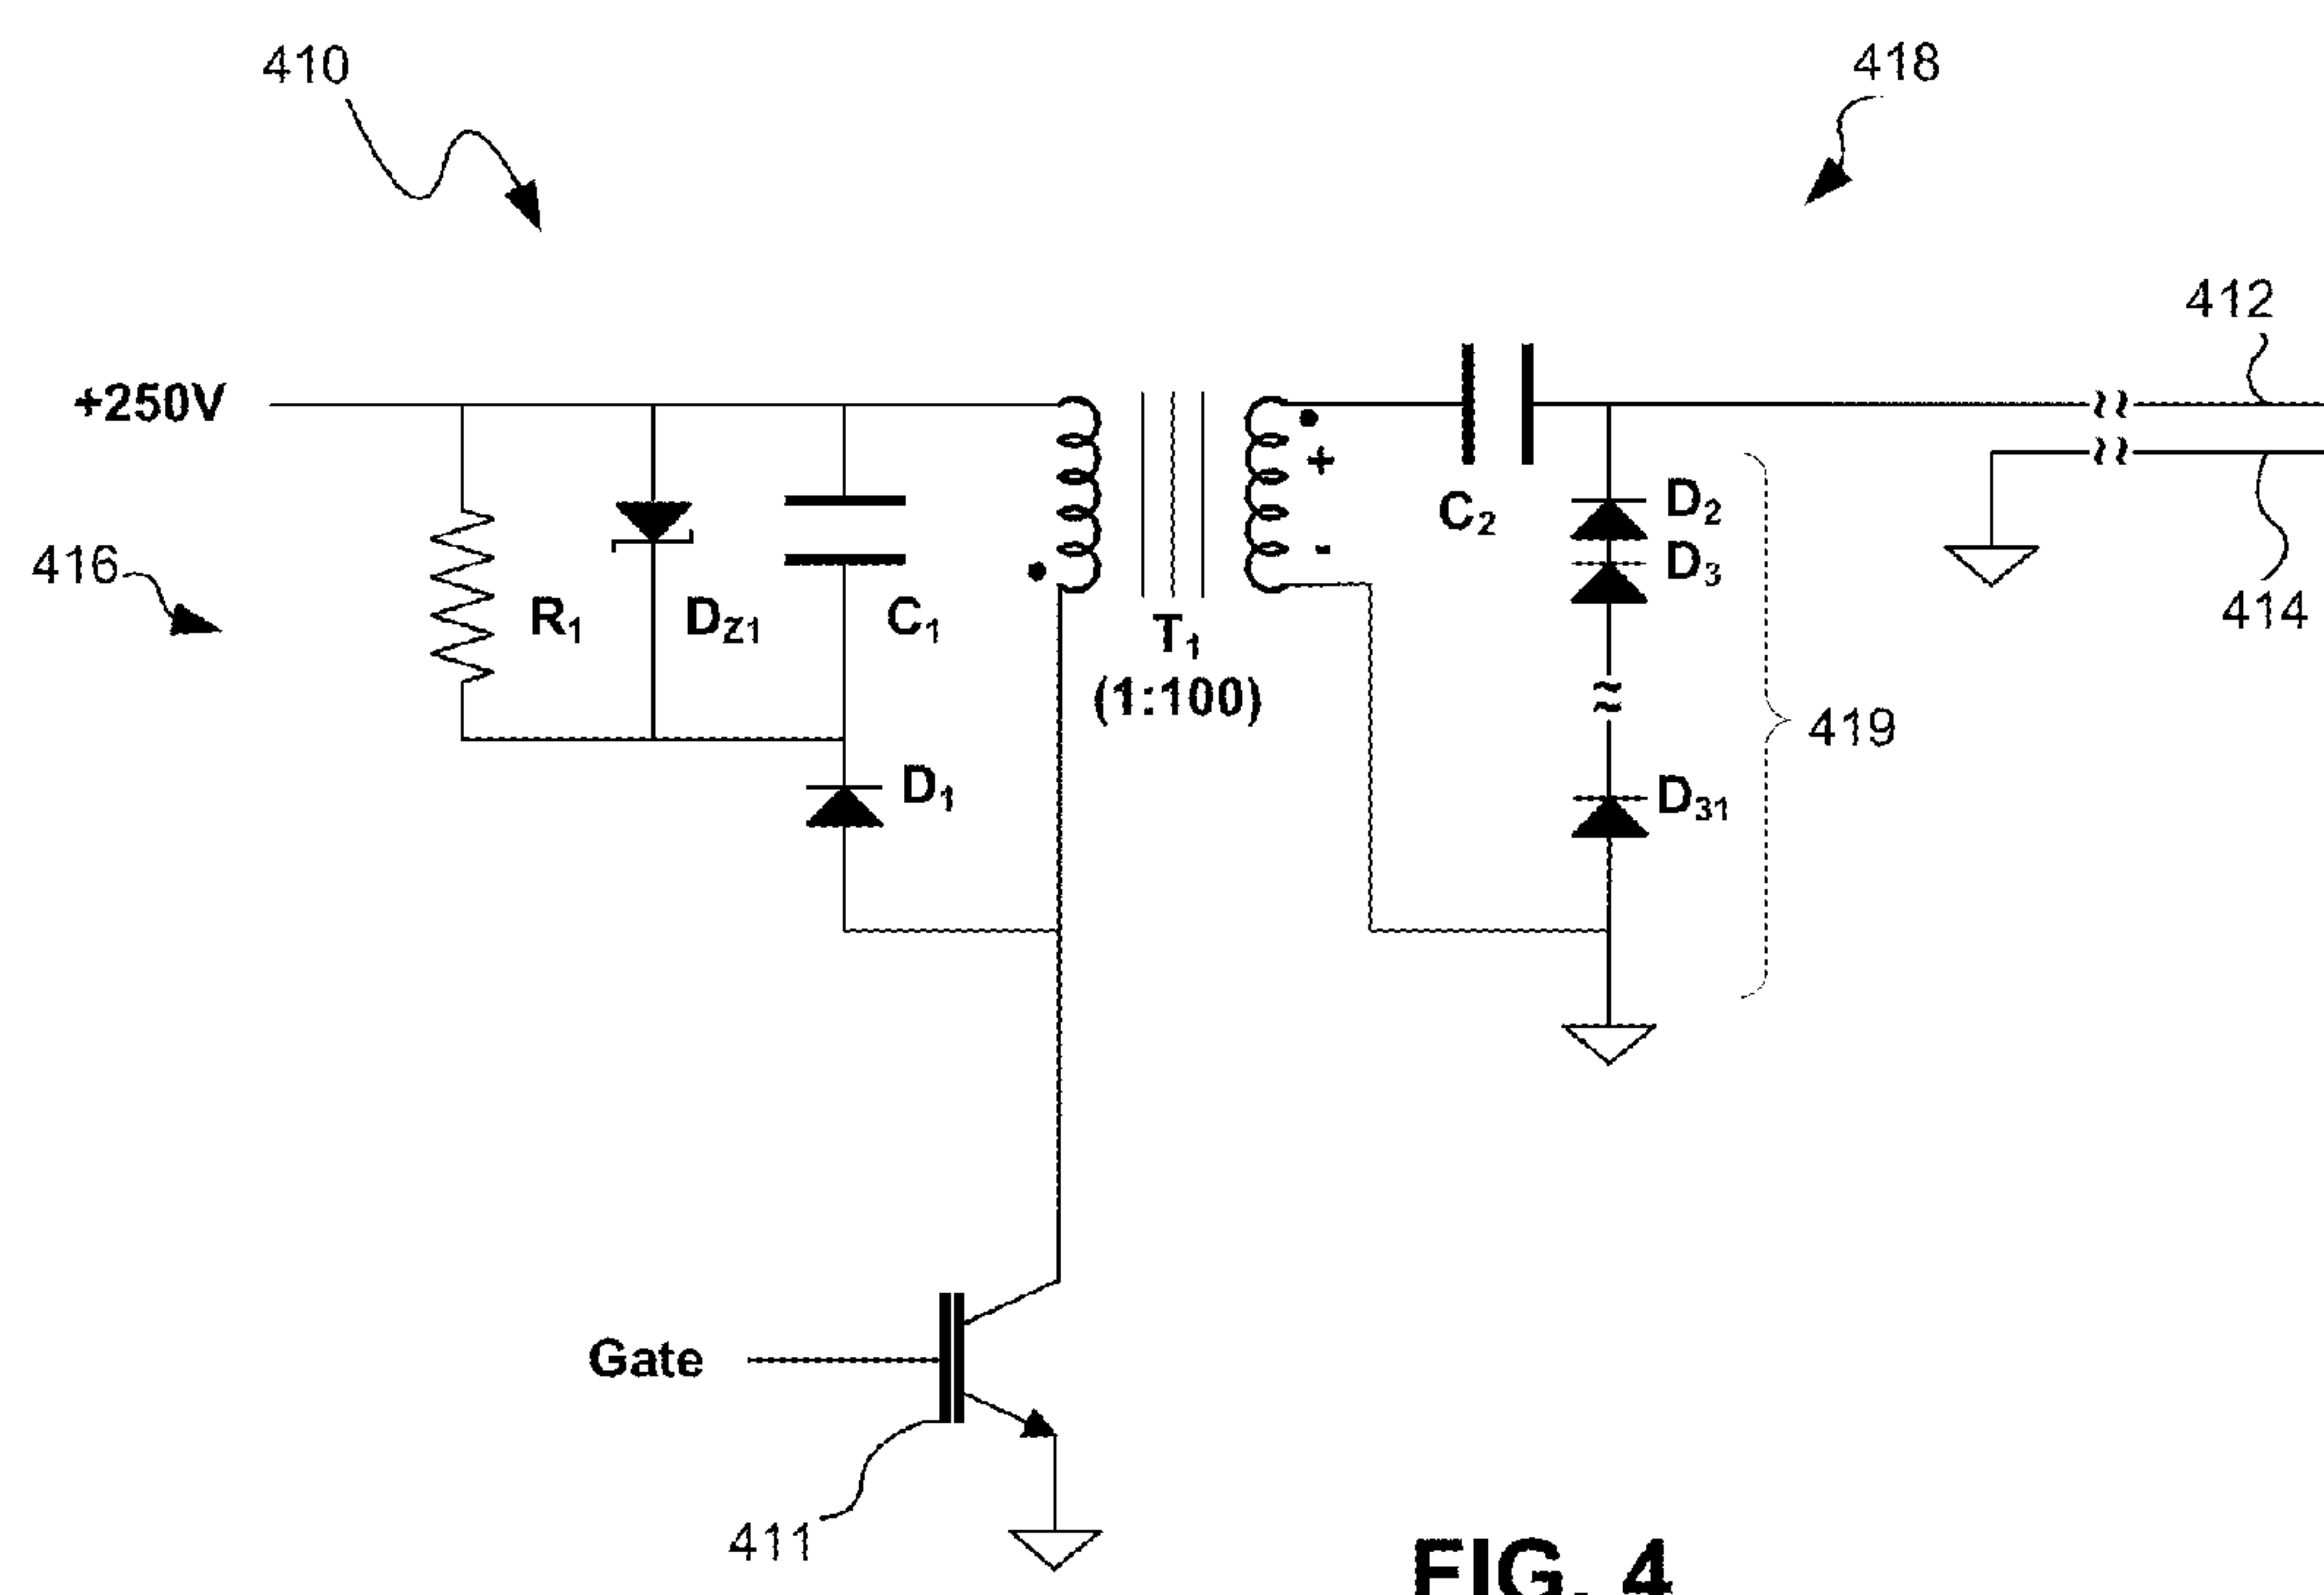 410
418
412
+250V
416
R1
DZ1
C1
T1
(1:100)
+
-
C2
D2
D3
414
419
D1
D31
Gate
411
FIG. 4